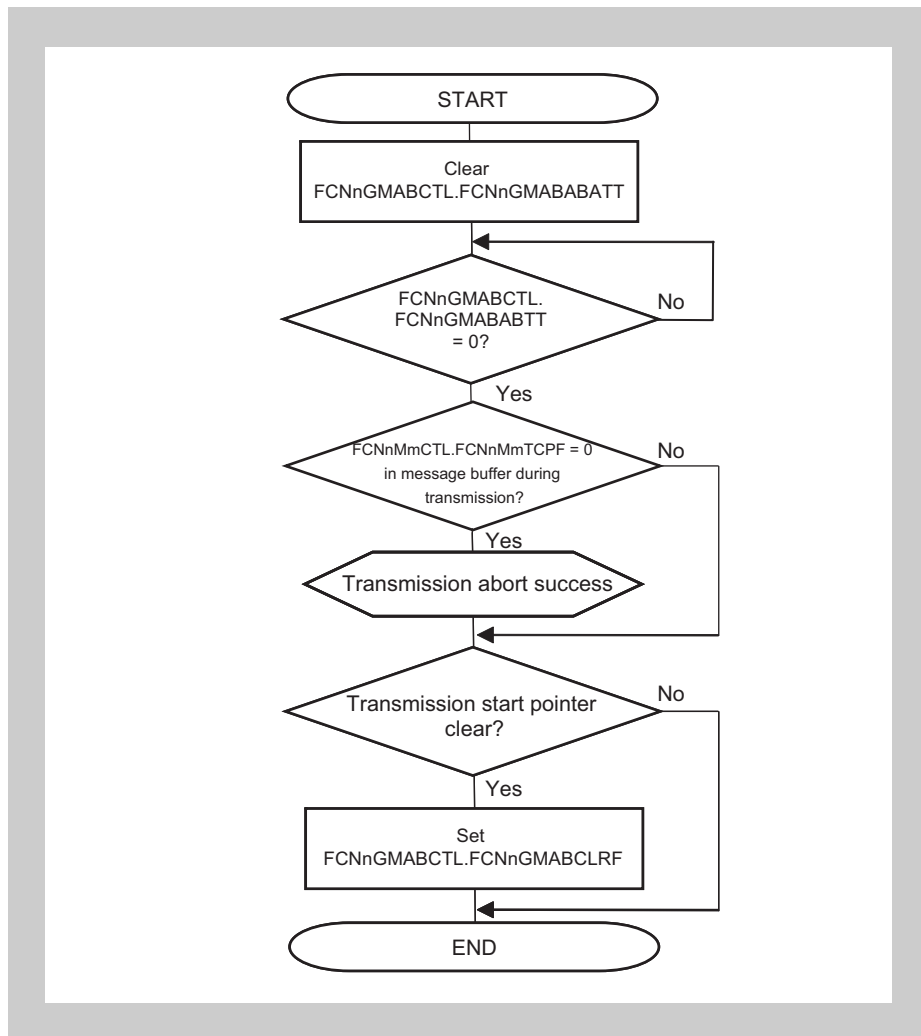 START
Clear
FCNnGMABCTL.FCNnGMABABATT
FCNnGMABCTL.
FCNnGMABABTT
= 0?
No
Yes
FCNnMmCTL.FCNnMmTCPF = 0
in message buffer during
transmission?
No
Yes
Transmission abort success
Transmission start pointer
clear?
No
Yes
Set
FCNnGMABCTL.FCNnGMABCLRF
END